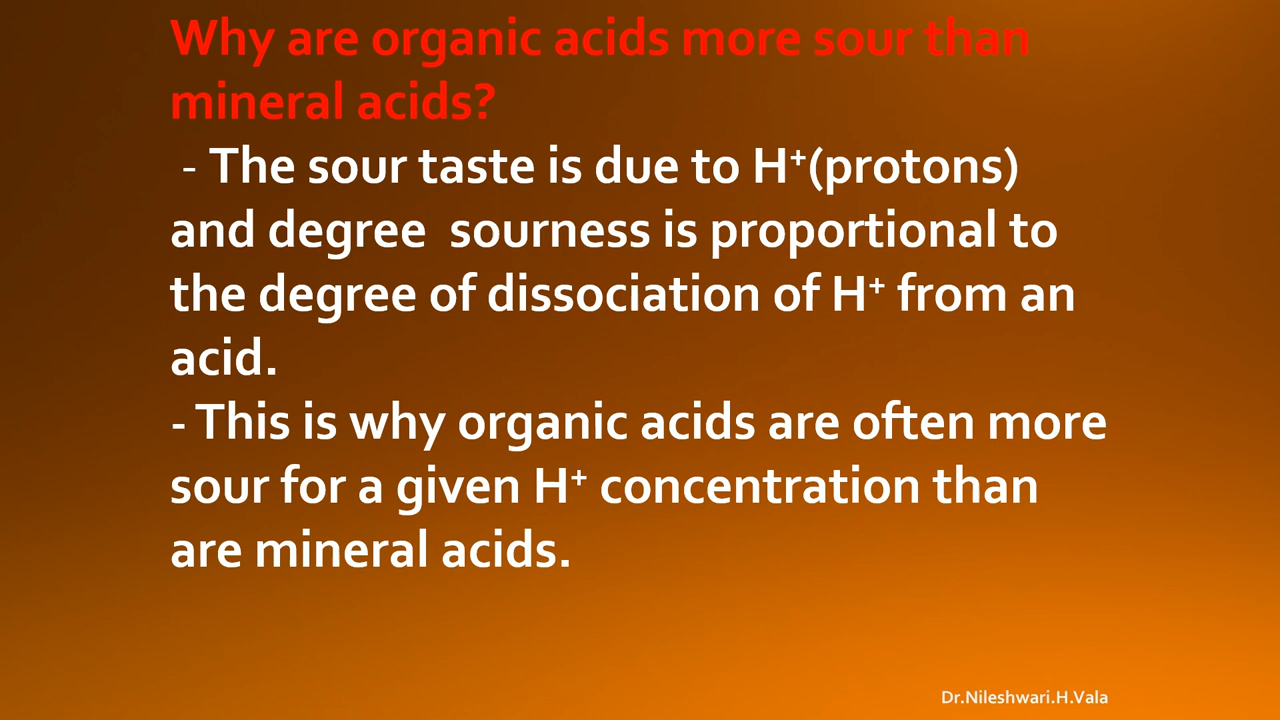 Why are organic acids more sour than
mineral acids?
- The sour taste is due to H⁺(protons)
and degree  sourness is proportional to
the degree of dissociation of H⁺ from an
acid.
- This is why organic acids are often more
sour for a given H⁺ concentration than
are mineral acids.
Dr.Nileshwari.H.Vala